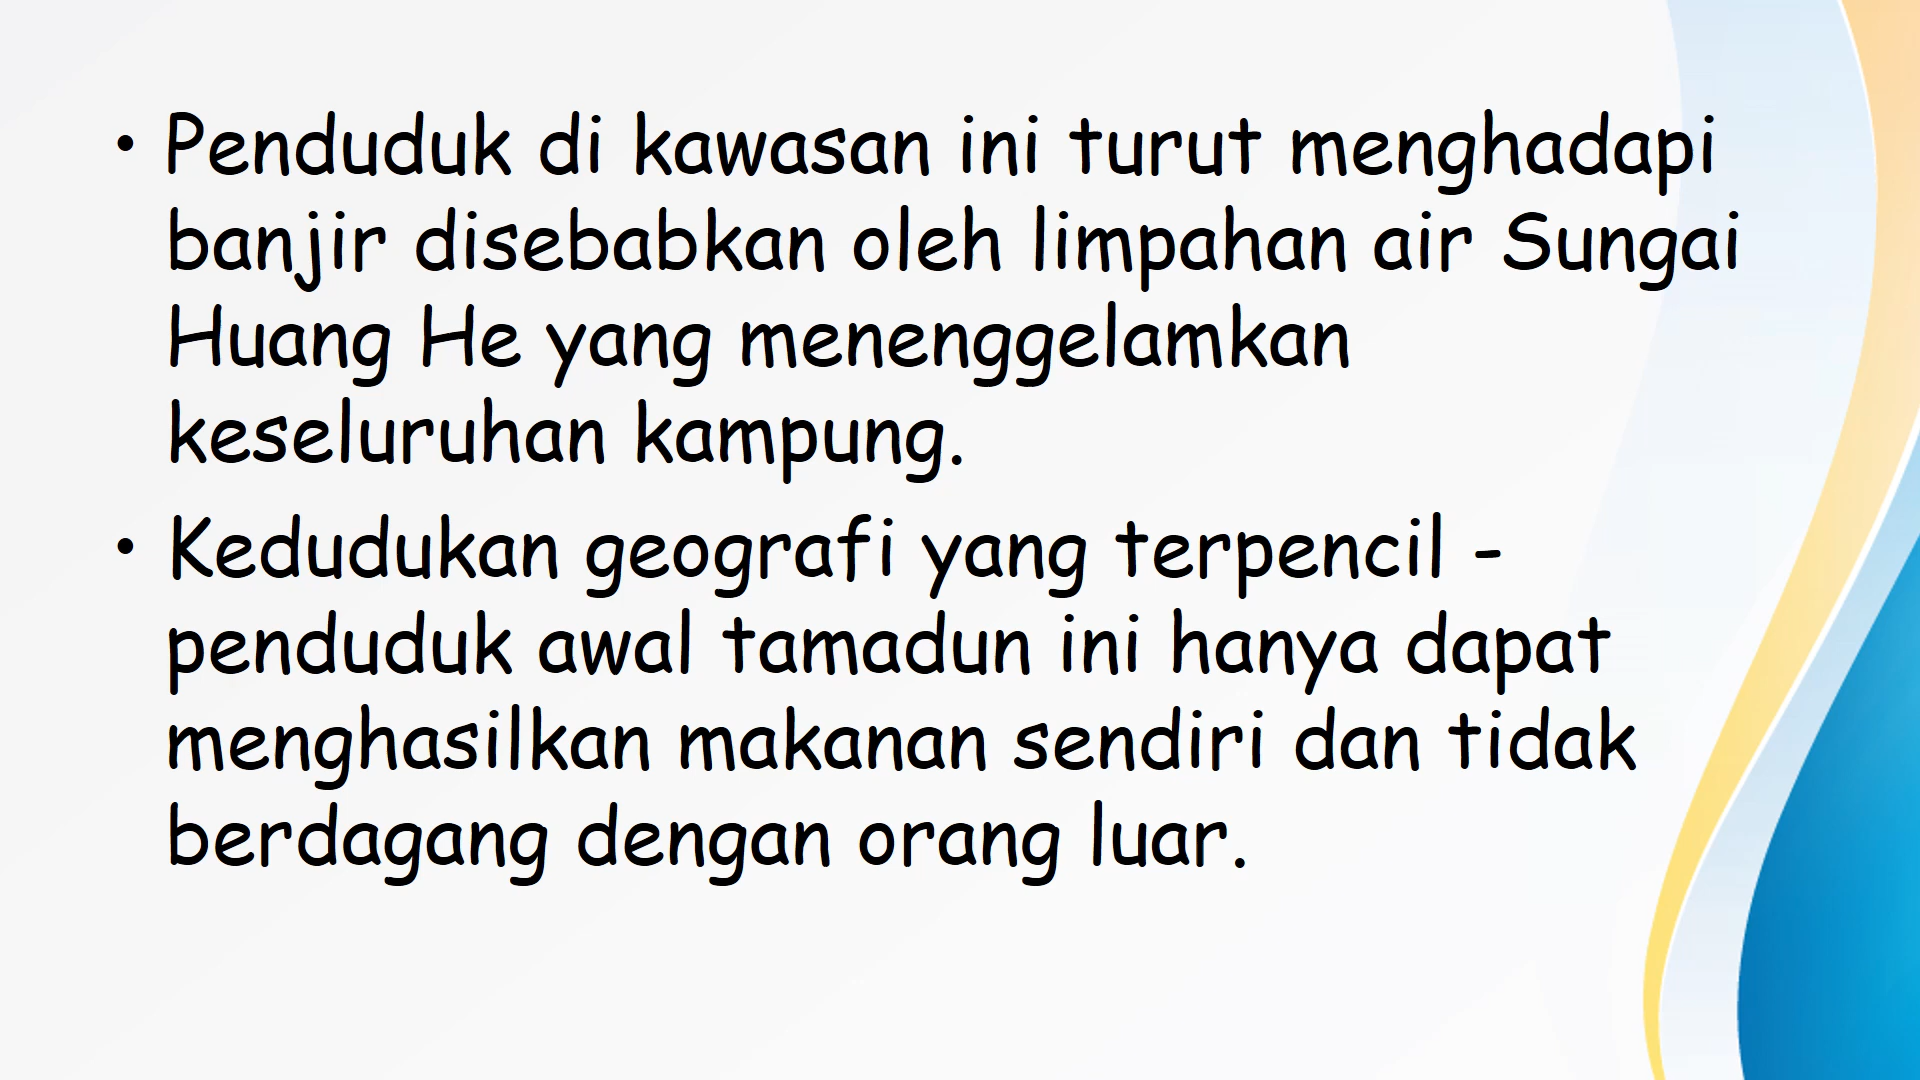 • Penduduk di kawasan ini turut menghadapi
banjir disebabkan oleh limpahan air Sungai
Huang He yang menenggelamkan
keseluruhan kampung.
• Kedudukan geografi yang terpencil -
penduduk awal tamadun ini hanya dapat
menghasilkan makanan sendiri dan tidak
berdagang dengan orang luar.